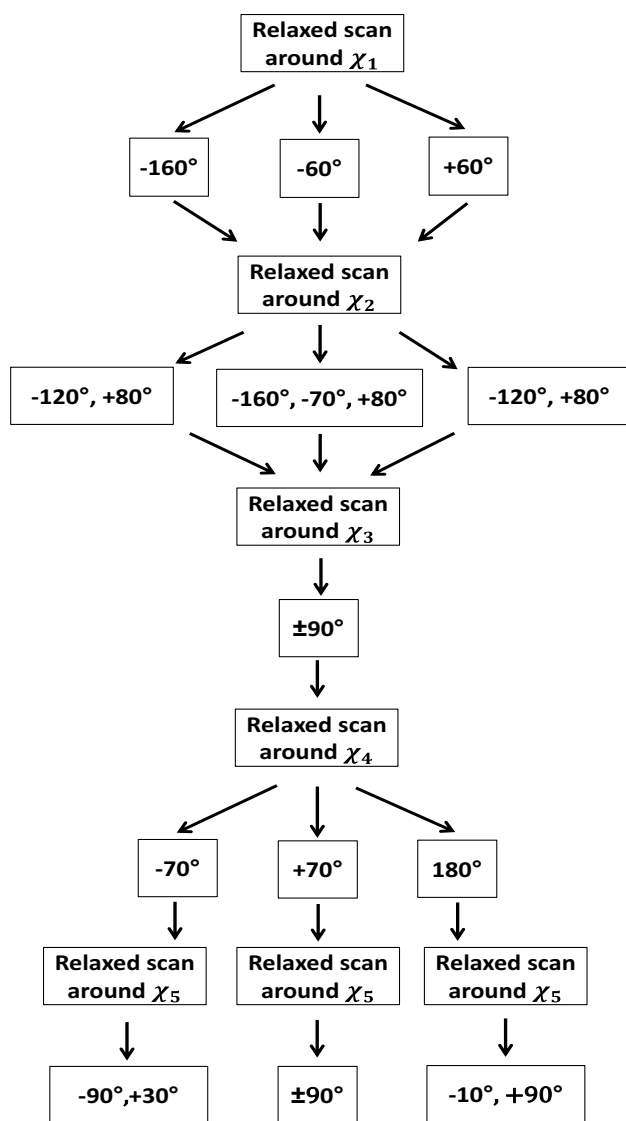 Relaxed scan
around χ₁
-160°
-60°
+60°
Relaxed scan
around χ₂
-120°, +80°
-160°, -70°, +80°
-120°, +80°
Relaxed scan
around χ₃
±90°
Relaxed scan
around χ₄
-70°
+70°
180°
Relaxed scan
around χ₅
Relaxed scan
around χ₅
Relaxed scan
around χ₅
-90°,+30°
±90°
-10°, +90°